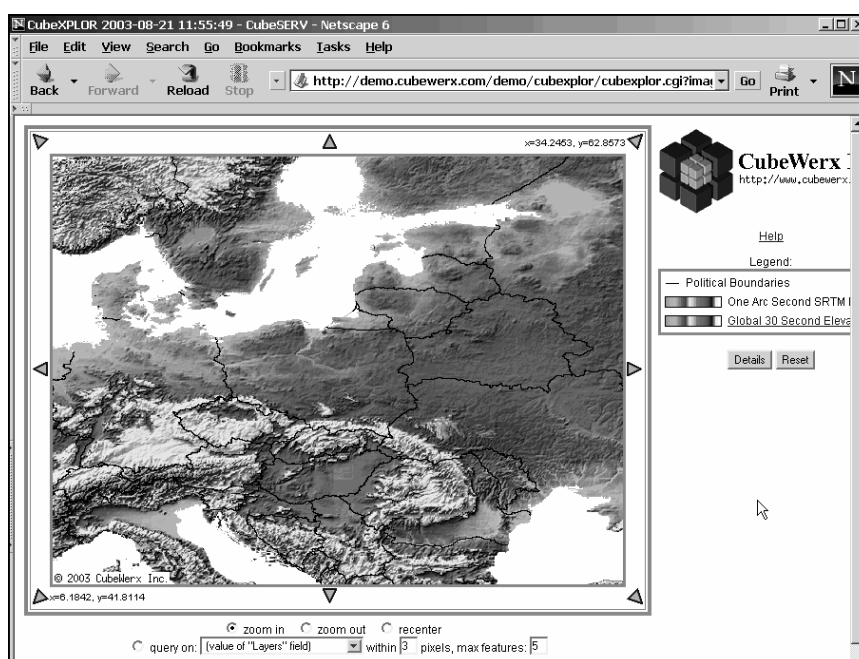 CubeXPLOR 2003-08-21 11:55:49 - CubeSERV - Netscape 6
File Edit View Search Go Bookmarks Tasks Help
Back Forward Reload Stop http://demo.cubewerx.com/demo/cubexplor/cubexplor.cgi?imag Go Print N
x=34.2453, y=62.8573
CubeWerx
http://www.cubewerx.
Help
Legend:
Political Boundaries
One Arc Second SRTM
Global 30 Second Eleva
Details Reset
© 2003 CubeWerx Inc.
x=6.1842, y=41.8114
zoom in zoom out recenter
query on: (value of "Layers" field) within 3 pixels, max features: 5